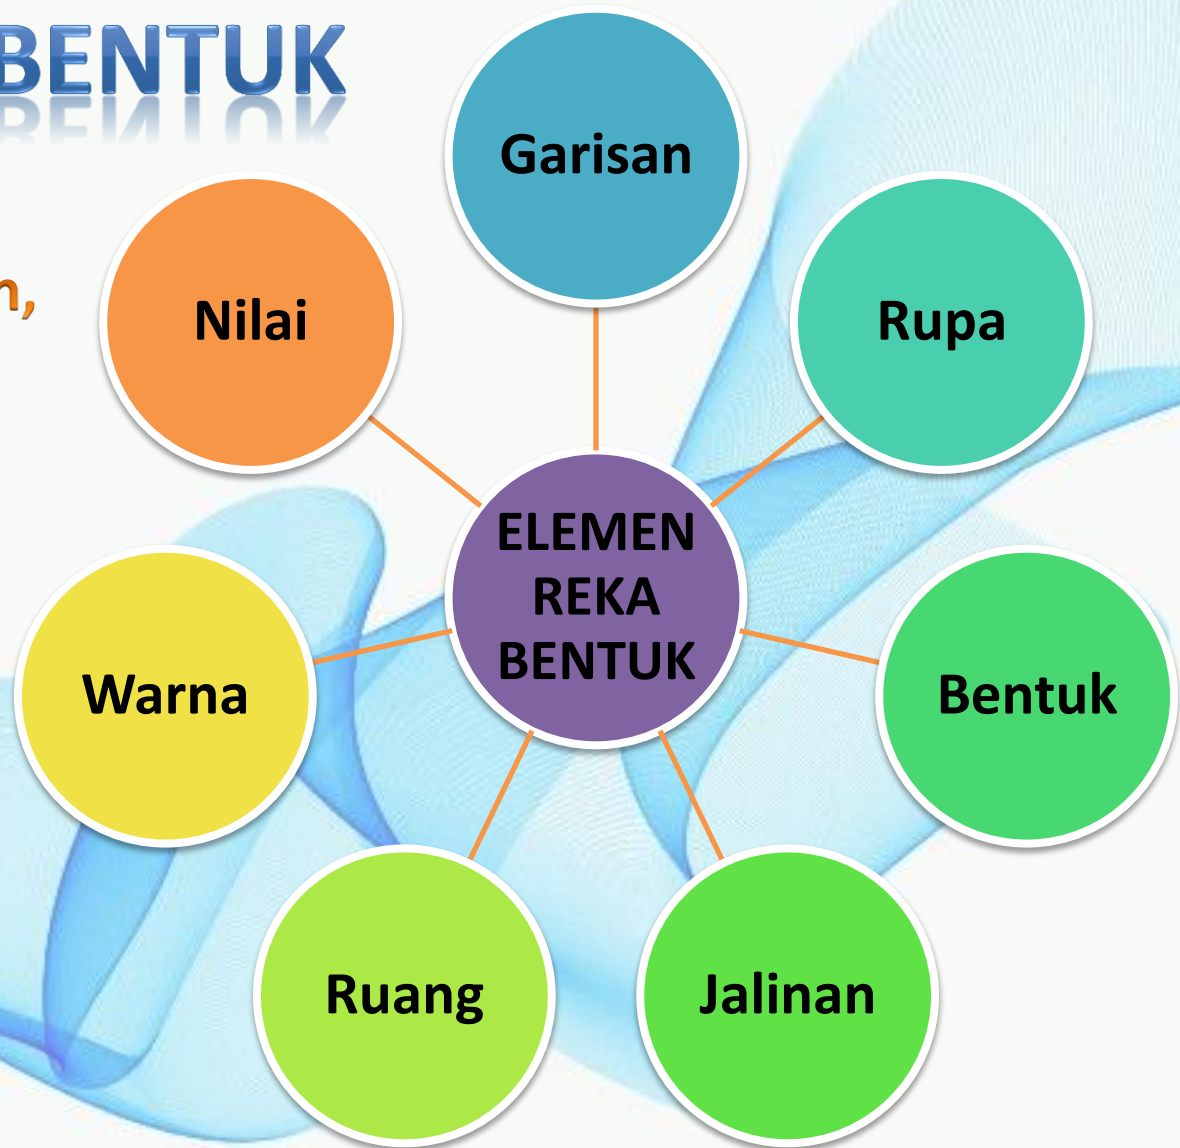 BENTUK
Garisan
Nilai
Rupa
ELEMEN
REKA
BENTUK
Warna
Bentuk
Ruang
Jalinan